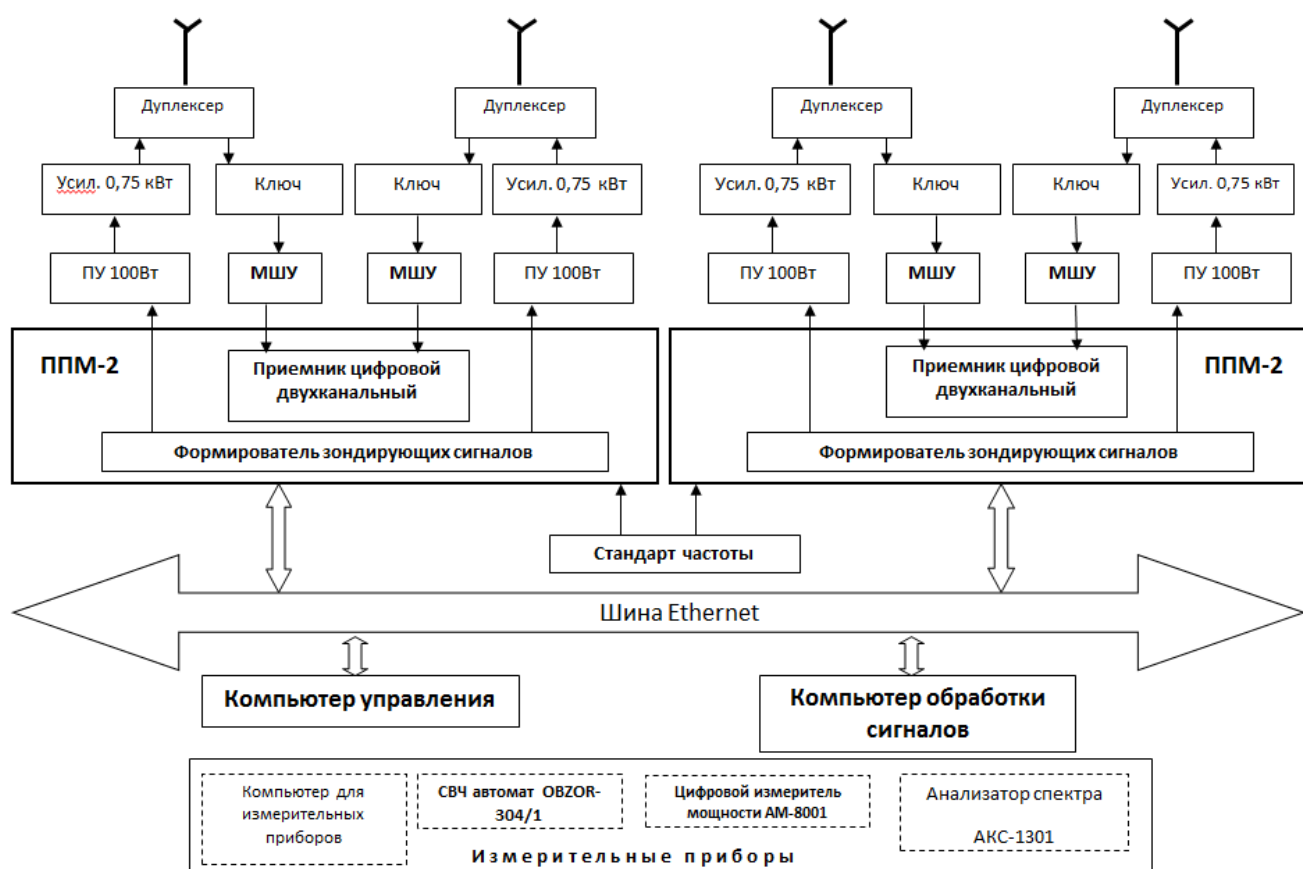 Дуплексер
Дуплексер
Дуплексер
Дуплексер
Усил. 0,75 кВт
Ключ
Ключ
Усил. 0,75 кВт
Усил. 0,75 кВт
Ключ
Ключ
Усил. 0,75 кВт
ПУ 100Вт
МШУ
МШУ
ПУ 100Вт
ПУ 100Вт
МШУ
МШУ
ПУ 100Вт
ППМ-2
Приемник цифровой
двухканальный
Формирователь зондирующих сигналов
Приемник цифровой
двухканальный
ППМ-2
Формирователь зондирующих сигналов
Стандарт частоты
Шина Ethernet
Компьютер управления
Компьютер обработки
сигналов
Компьютер для
измерительных
приборов
СВЧ автомат OBZOR-
304/1
Цифровой измеритель
мощности АМ-8001
Анализатор спектра
АКС-1301
Измерительные приборы